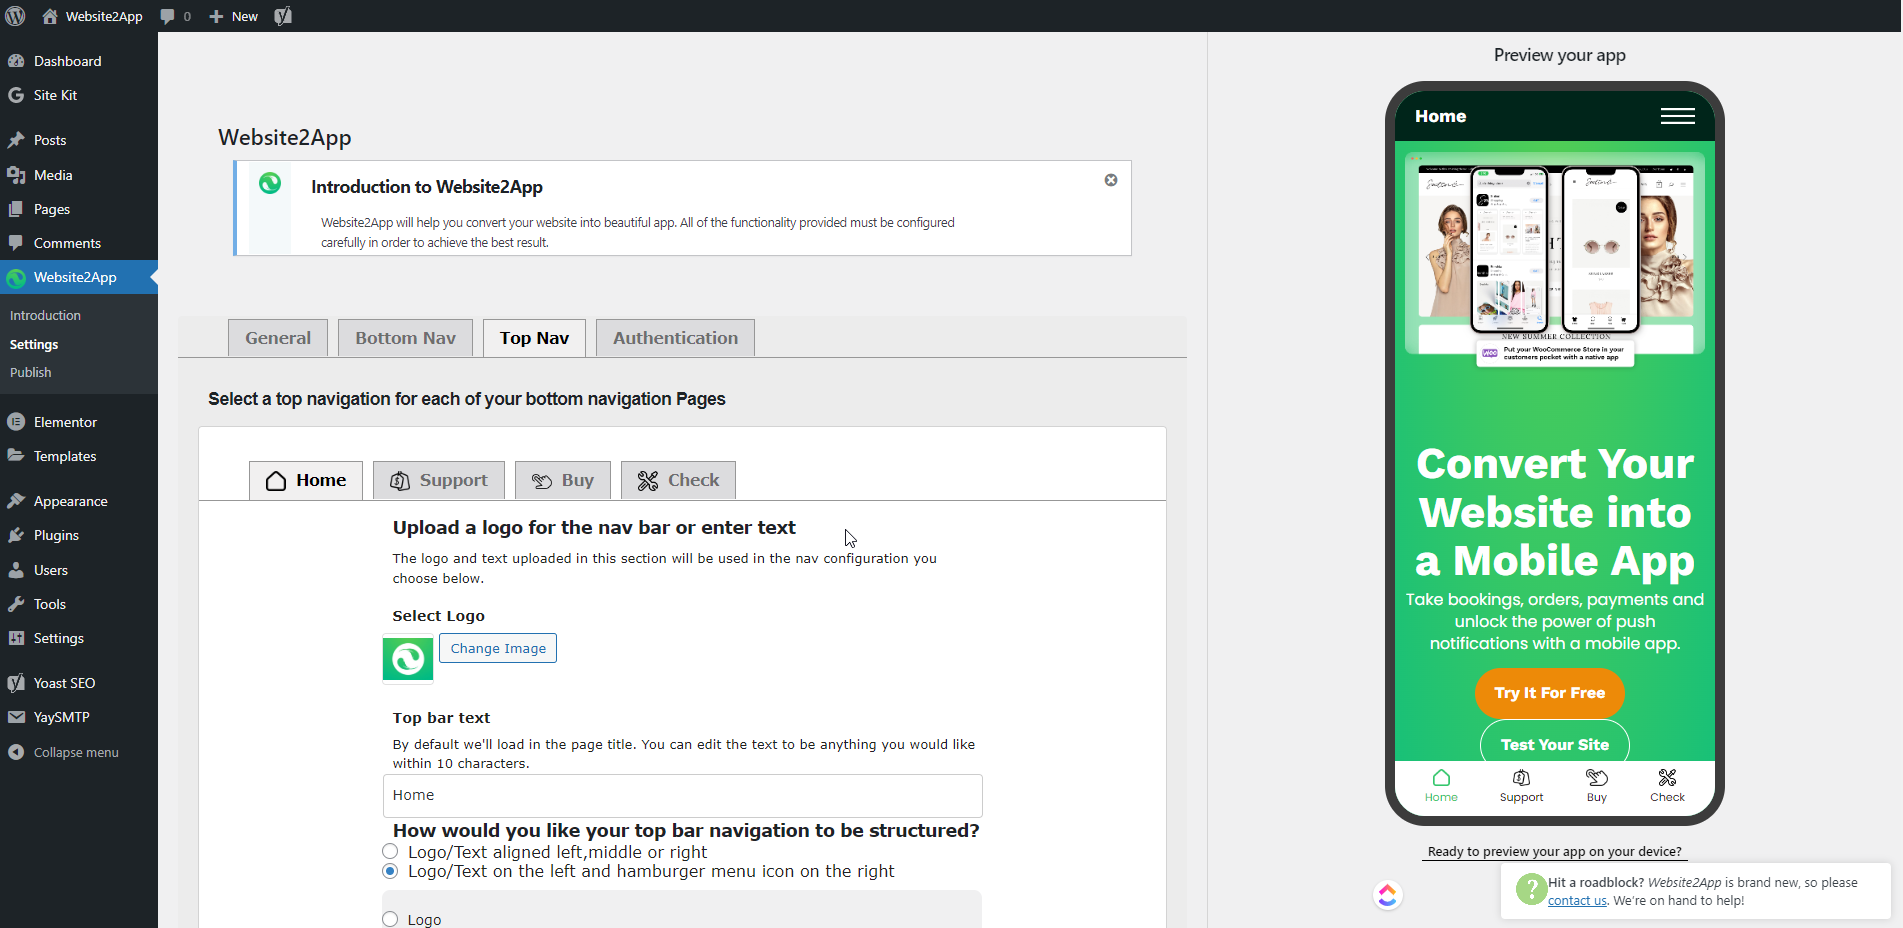 Website2App
0
New
Dashboard
Site Kit
Posts
Media
Pages
Comments
Website2App
Introduction
Settings
Publish
Elementor
Templates
Appearance
Plugins
Users
Tools
Settings
Yoast SEO
YaySMTP
Collapse menu
Website2App
Introduction to Website2App
Website2App will help you convert your website into beautiful app. All of the functionality provided must be configured
carefully in order to achieve the best result.
General
Bottom Nav
Top Nav
Authentication
Select a top navigation for each of your bottom navigation Pages
Home
Support
Buy
Check
Upload a logo for the nav bar or enter text
The logo and text uploaded in this section will be used in the nav configuration you
choose below.
Select Logo
Change Image
Top bar text
By default we'll load in the page title. You can edit the text to be anything you would like
within 10 characters.
Home
How would you like your top bar navigation to be structured?
Logo/Text aligned left,middle or right
Logo/Text on the left and hamburger menu icon on the right
Logo
Preview your app
Home
NEW SUMMER COLLECTION
woo
Put your WooCommerce Store in your
customers pocket with a native app
Convert Your
Website into
a Mobile App
Take bookings, orders, payments and
unlock the power of push
notifications with a mobile app.
Try It For Free
Test Your Site
Home
Support
Buy
Check
Ready to preview your app on your device?
Hit a roadblock? Website2App is brand new, so please
contact us. We're on hand to help!